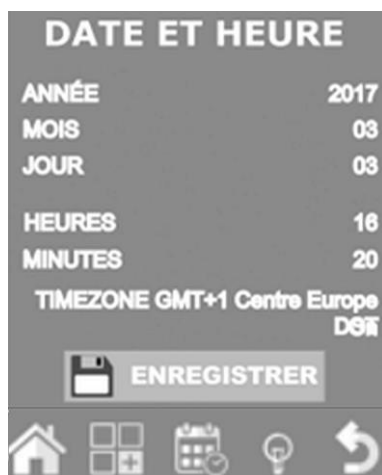 DATE ET HEURE
ANNÉE 2017
MOIS 03
JOUR 03
HEURES 16
MINUTES 20
TIMEZONE GMT+1 Centre Europe
ENREGISTRER